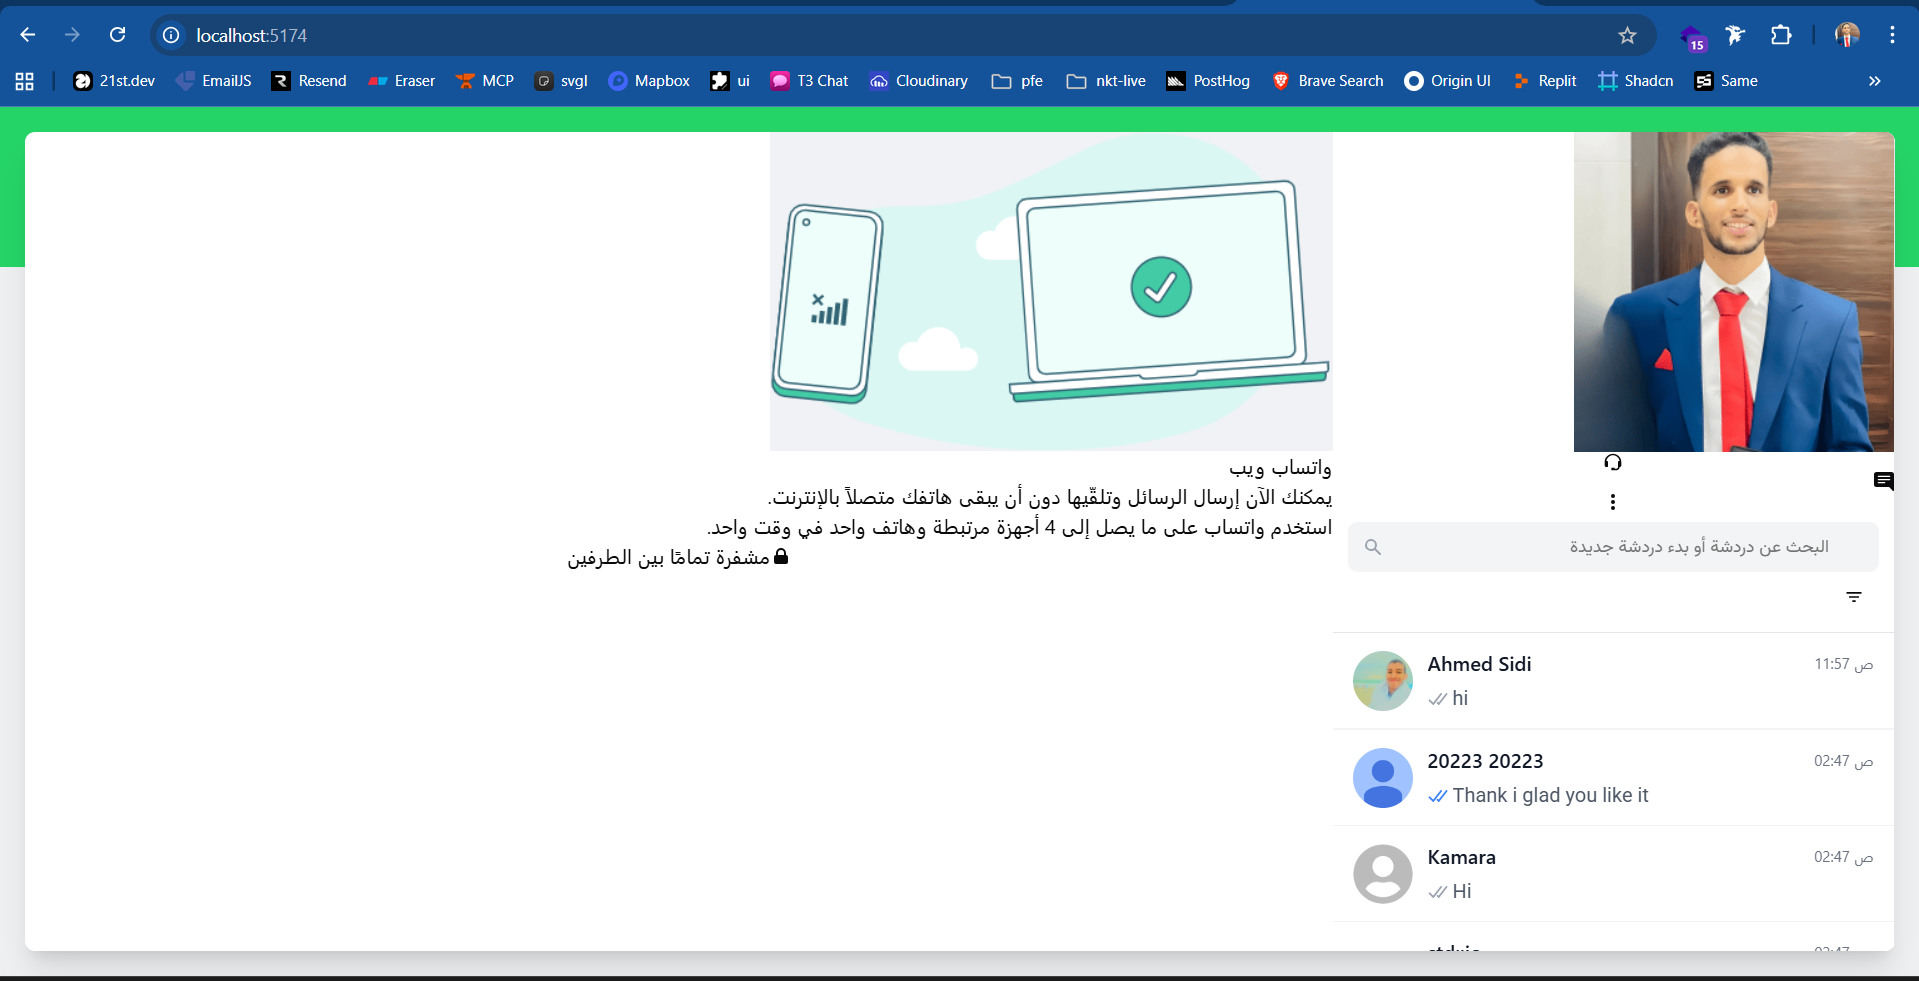 localhost:5174
15
21st.dev
EmailJS
Resend
Eraser
MCP
svgl
Mapbox
ui
T3 Chat
Cloudinary
pfe
nkt-live
PostHog
Brave Search
Origin UI
Replit
Shadcn
Same
واتساب ويب
يمكنك الآن إرسال الرسائل وتلقّيها دون أن يبقى هاتفك متصلاً بالإنترنت.
استخدم واتساب على ما يصل إلى 4 أجهزة مرتبطة وهاتف واحد في وقت واحد.
مشفرة تمامًا بين الطرفين
البحث عن دردشة أو بدء دردشة جديدة
Ahmed Sidi
11:57 ص
hi
20223 20223
02:47 ص
Thank i glad you like it
Kamara
02:47 ص
Hi